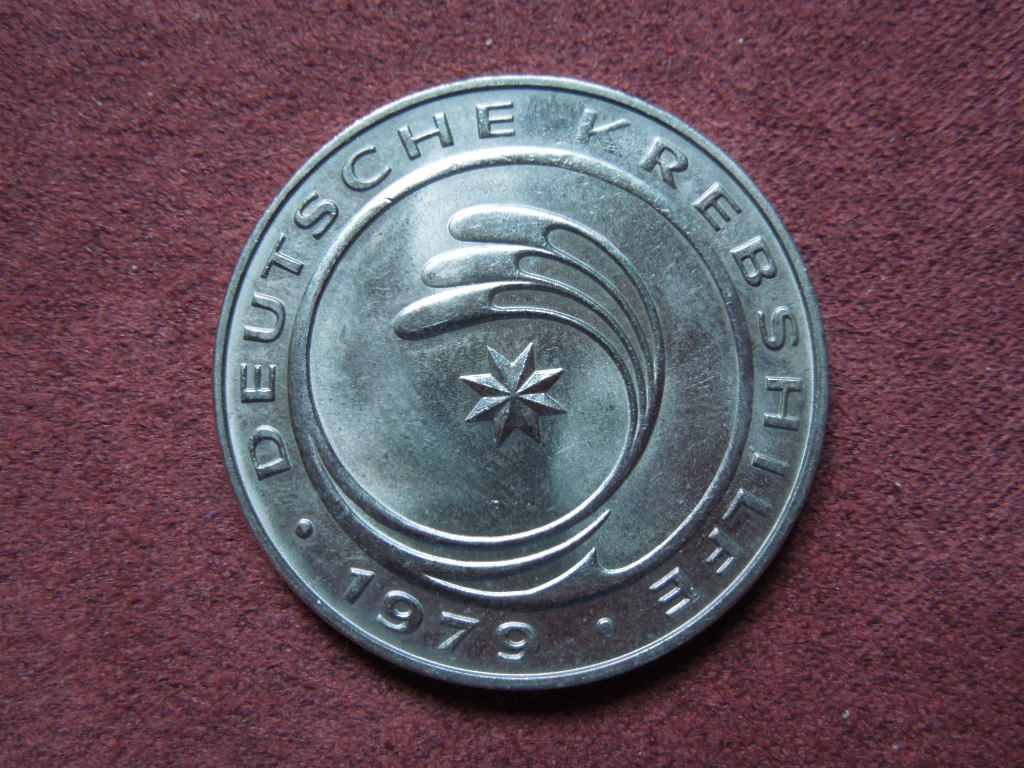 DEUTSCHE KREBSHILFE
· 1979 ·